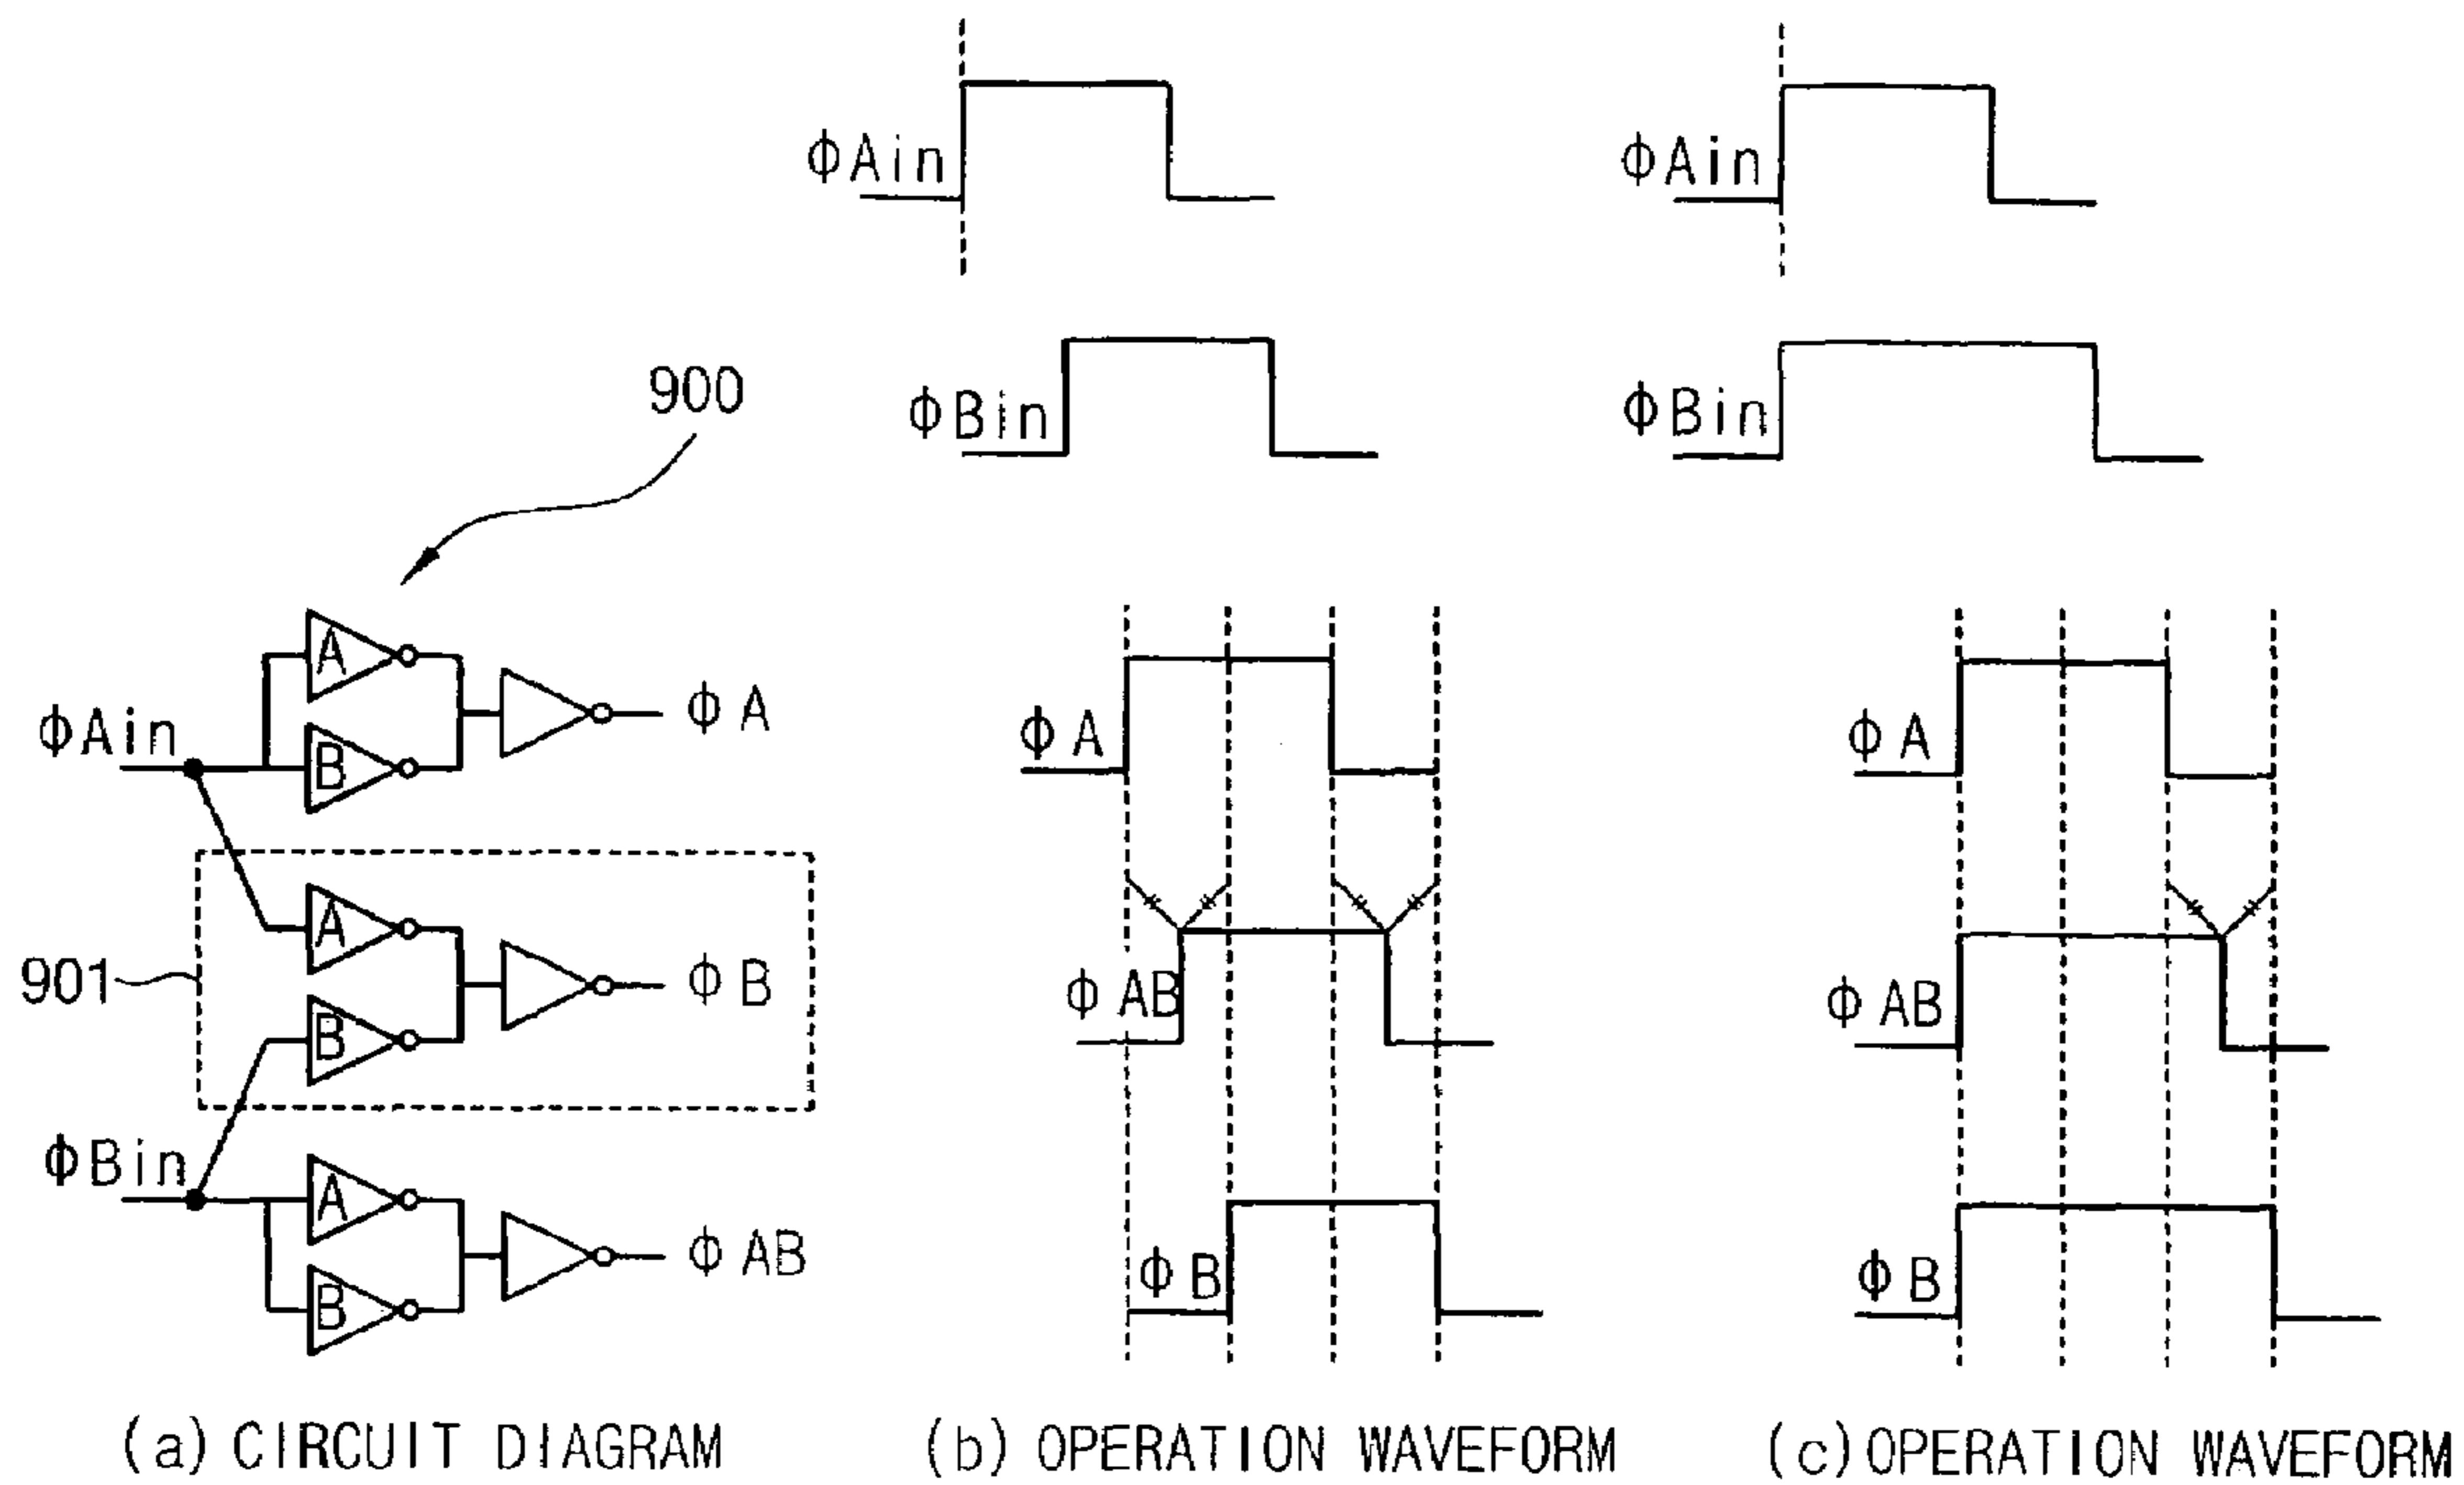 900
A
B
ΦAin
ΦA
901
A
B
ΦB
ΦBin
A
B
ΦAB
(a) CIRCUIT DIAGRAM
ΦAin
ΦBin
ΦA
ΦAB
ΦB
(b) OPERATION WAVEFORM
ΦAin
ΦBin
ΦA
ΦAB
ΦB
(c) OPERATION WAVEFORM